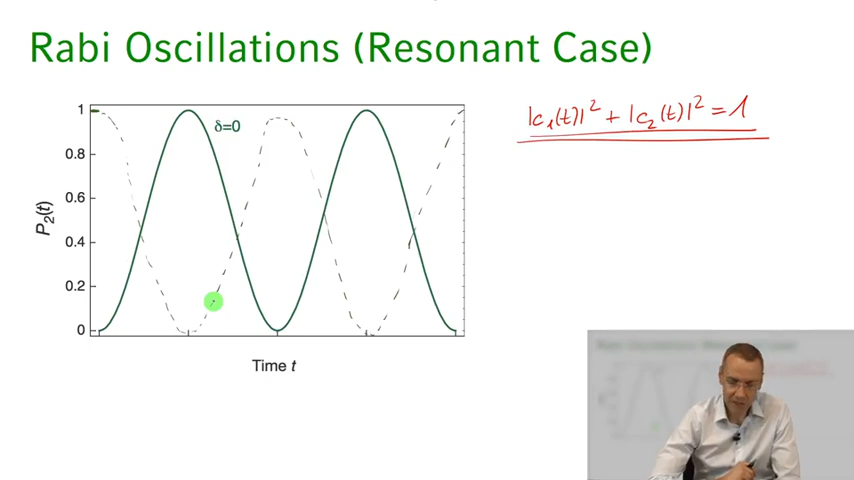 Rabi Oscillations (Resonant Case)
|c₁(t)|² + |c₂(t)|² = 1
1
δ=0
0.8
0.6
P₂(t)
0.4
0.2
0
Time t